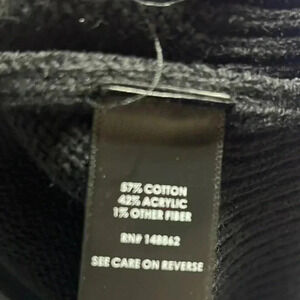 57% COTTON
42% ACRYLIC
1% OTHER FIBER
RN# 148862
SEE CARE ON REVERSE